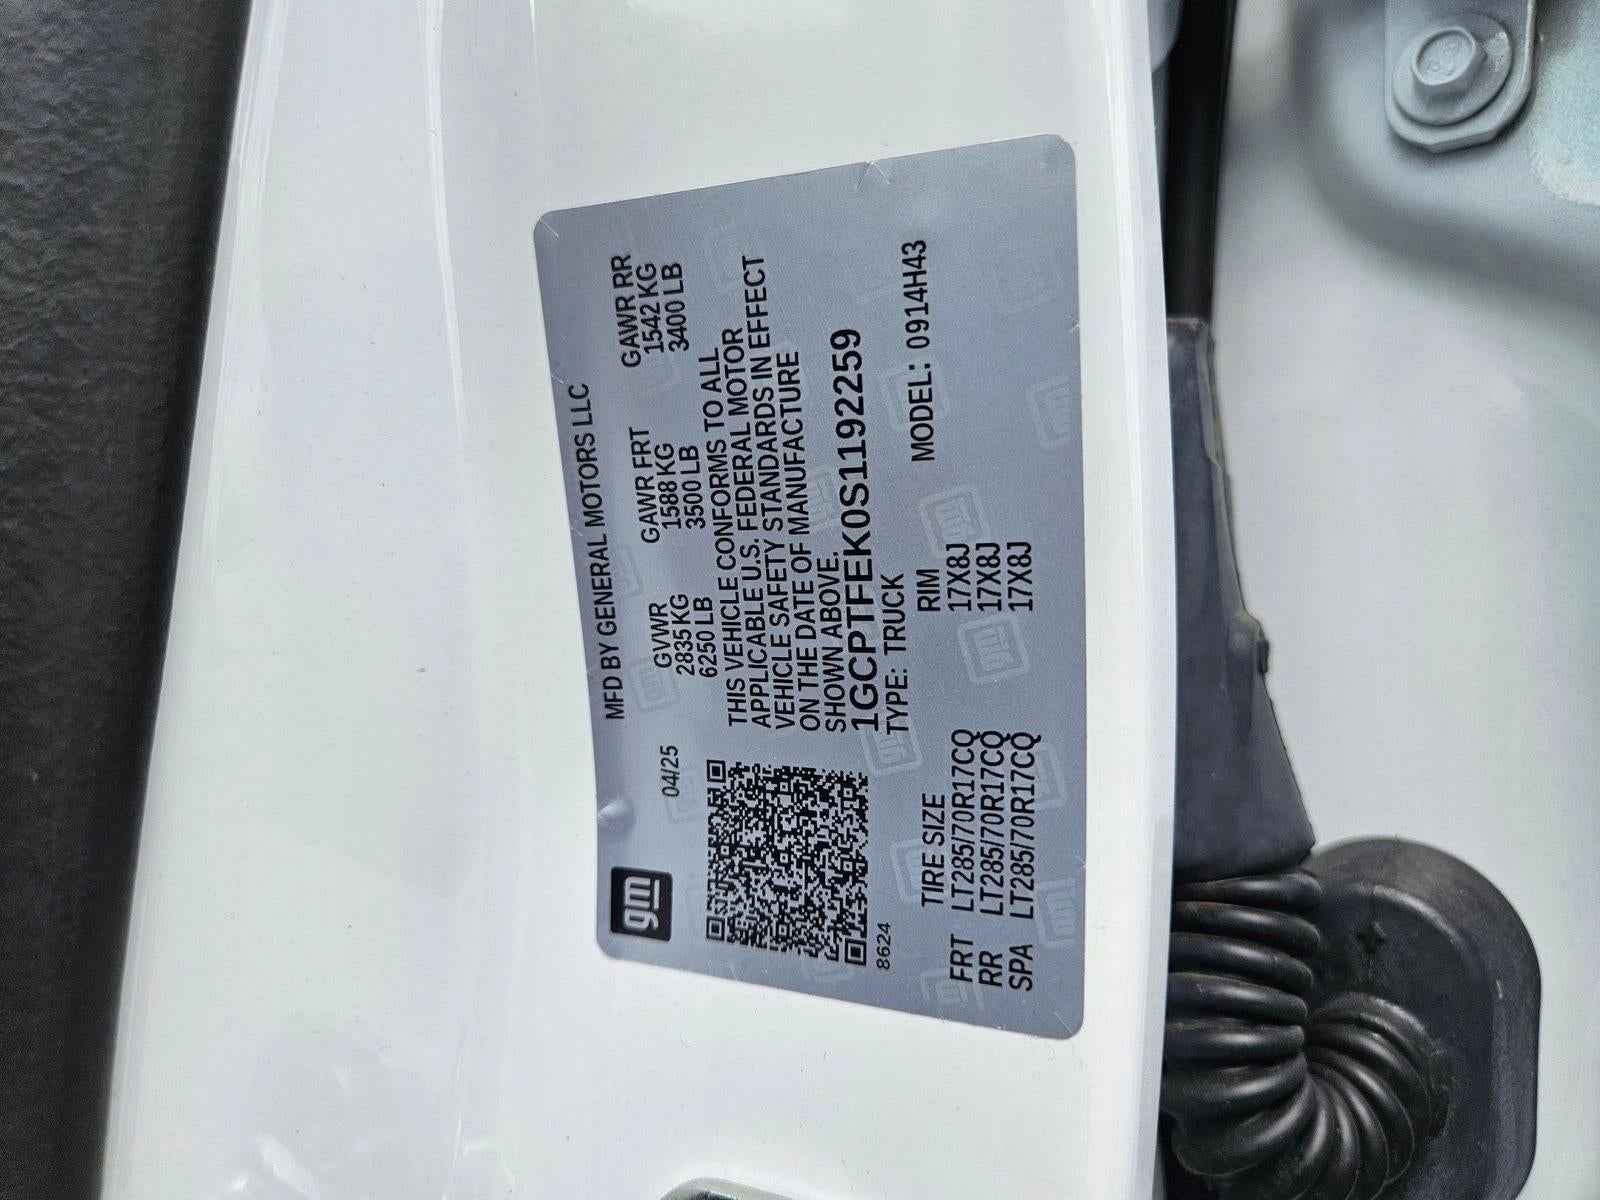 gm
MFD BY GENERAL MOTORS LLC
04/25
GVWR GAWR FRT GAWR RR
2835 KG 1588 KG 1542 KG
6250 LB 3500 LB 3400 LB
THIS VEHICLE CONFORMS TO ALL
APPLICABLE U.S. FEDERAL MOTOR
VEHICLE SAFETY STANDARDS IN EFFECT
ON THE DATE OF MANUFACTURE
SHOWN ABOVE.
1GCPTFEK0S1192259
8624
TYPE: TRUCK MODEL: 0914H43
TIRE SIZE RIM
FRT LT285/70R17CQ 17X8J
RR LT285/70R17CQ 17X8J
SPA LT285/70R17CQ 17X8J